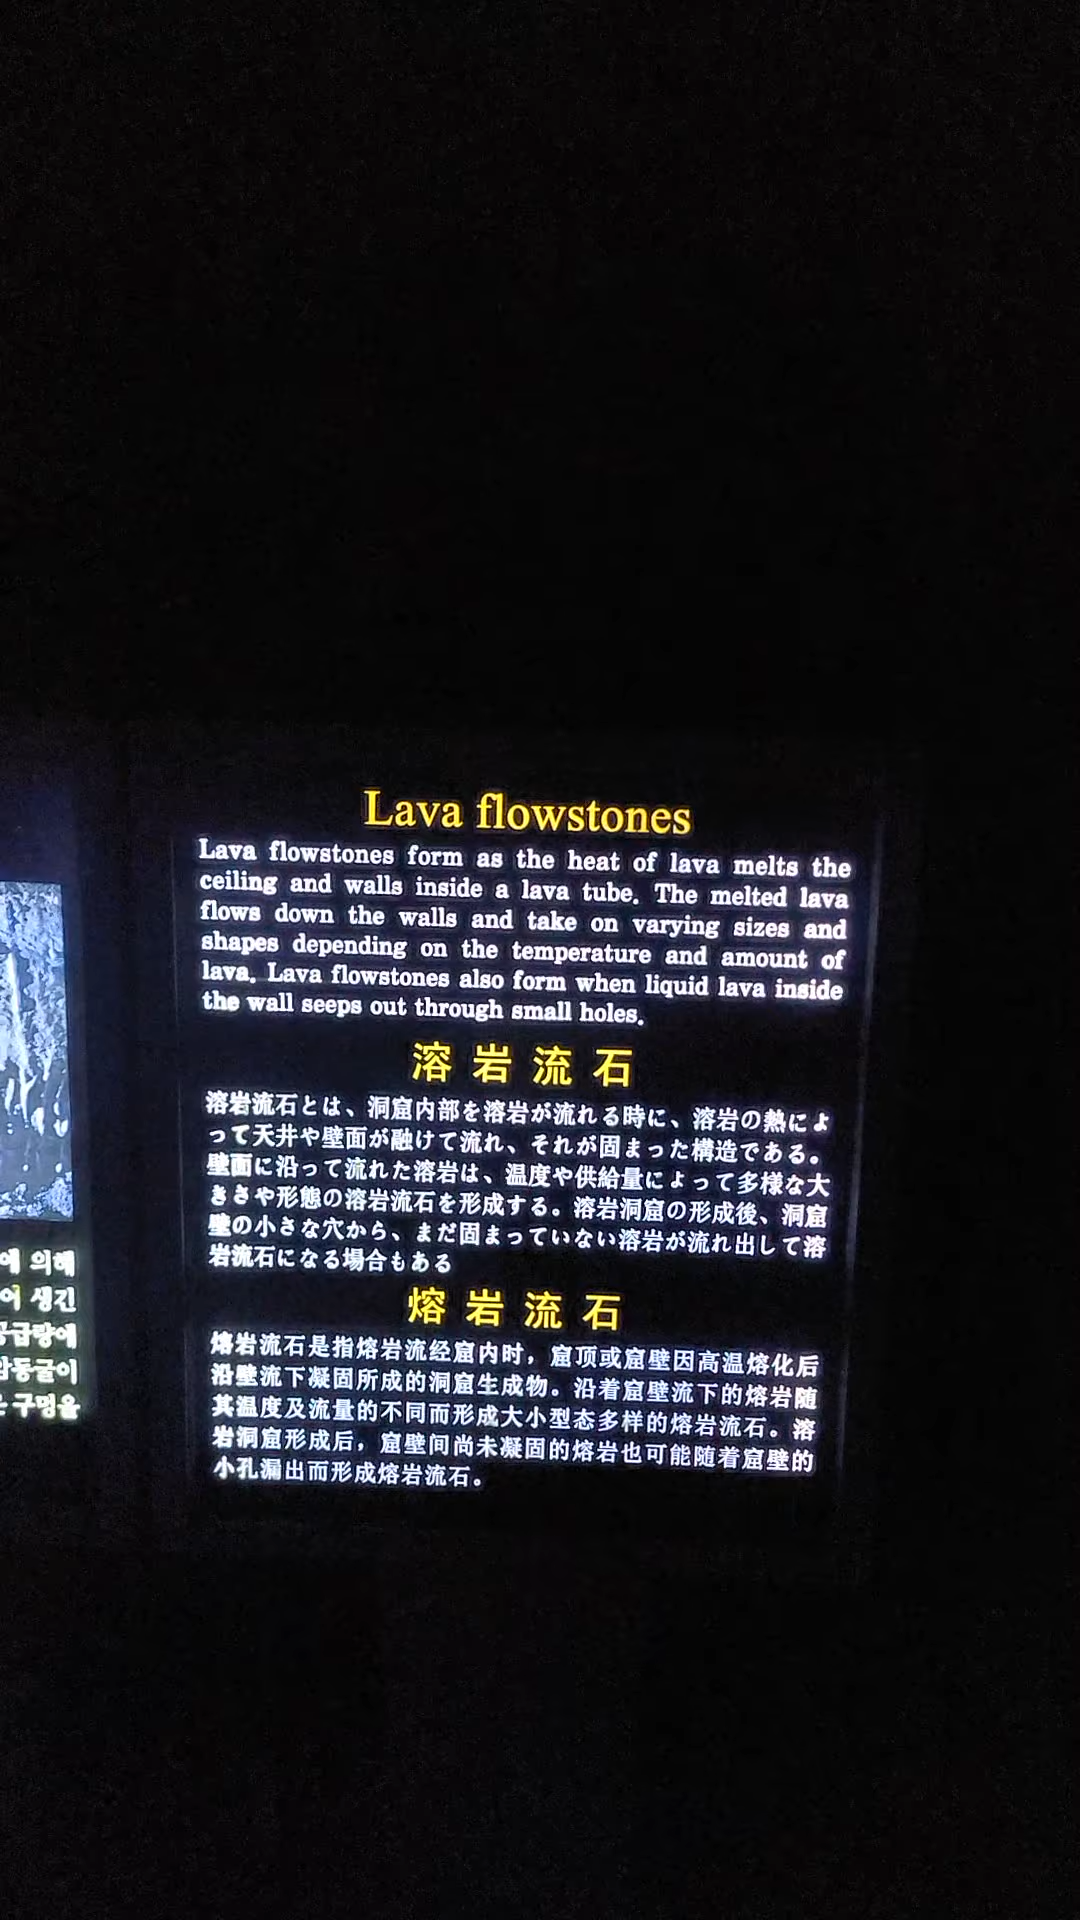 Lava flowstones
Lava flowstones form as the heat of lava melts the
ceiling and walls inside a lava tube. The melted lava
flows down the walls and take on varying sizes and
shapes depending on the temperature and amount of
lava. Lava flowstones also form when liquid lava inside
the wall seeps out through small holes.
溶岩流石
溶岩流石とは、洞窟内部を溶岩が流れる時に、溶岩の熱によ
って天井や壁面が融けて流れ、それが固まった構造である。
壁面に沿って流れた溶岩は、温度や供給量によって多様な大
きさや形態の溶岩流石を形成する。溶岩洞窟の形成後、洞窟
壁の小さな穴から、まだ固まっていない溶岩が流れ出して溶
岩流石になる場合もある
熔岩流石
熔岩流石是指熔岩流经窟内时，窟顶或窟壁因高温熔化后
沿壁流下凝固所成的洞窟生成物。沿着窟壁流下的熔岩随
其温度及流量的不同而形成大小型态多样的熔岩流石。溶
岩洞窟形成后，窟壁间尚未凝固的熔岩也可能随着窟壁的
小孔漏出而形成熔岩流石。
에 의해
어 생긴
공급량에
암동굴이
은 구멍을